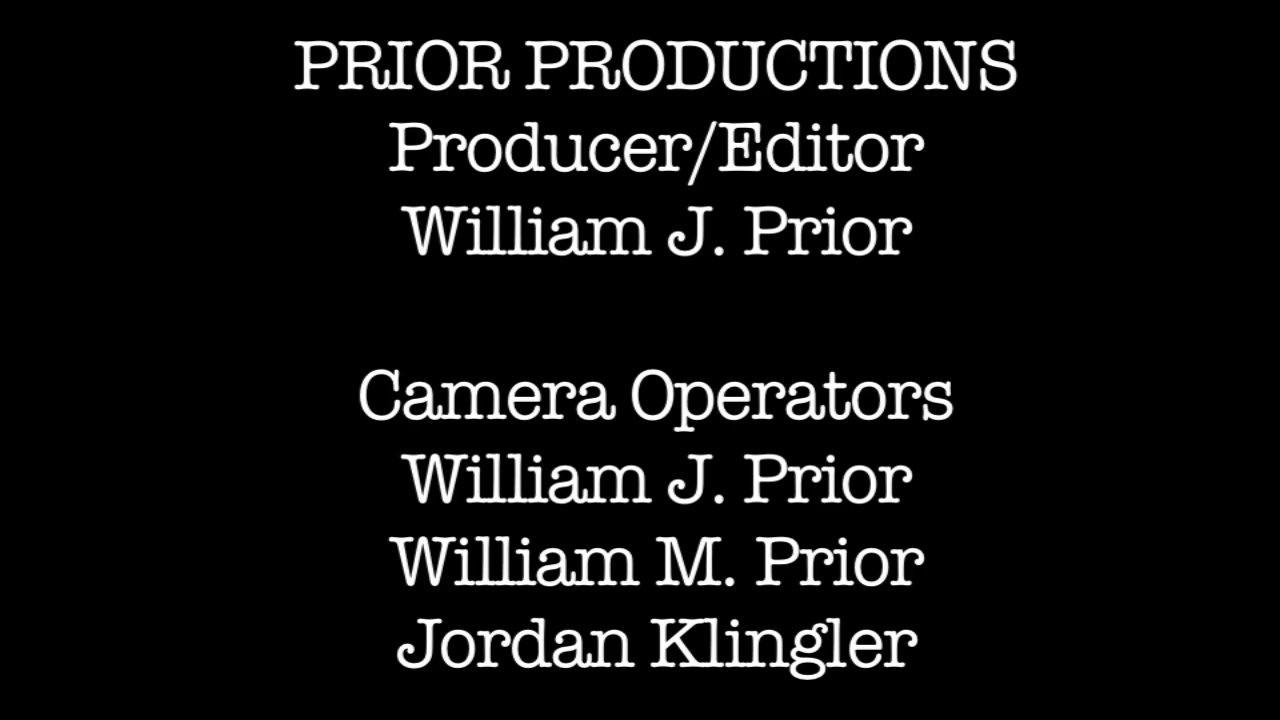 PRIOR PRODUCTIONS
Producer/Editor
William J. Prior
Camera Operators
William J. Prior
William M. Prior
Jordan Klingler